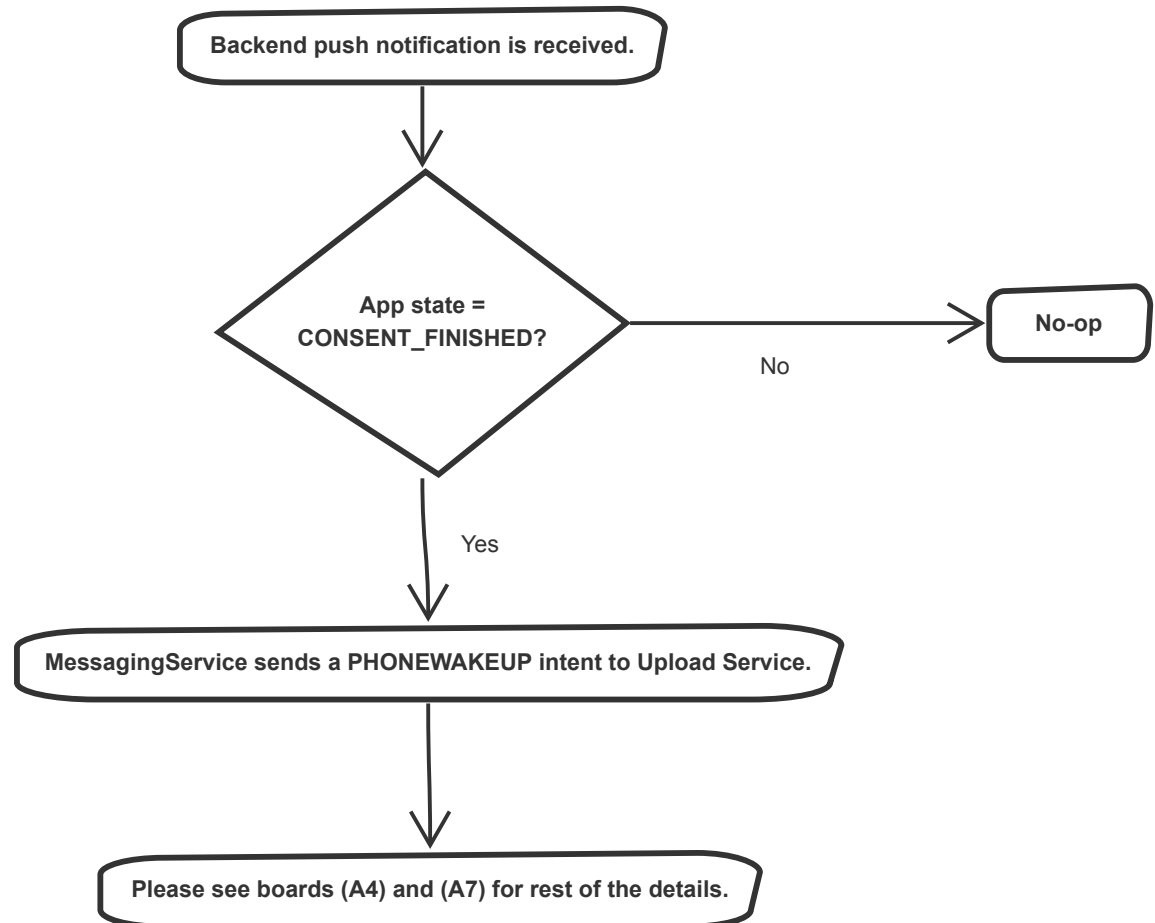 Backend push notification is received.
App state =
CONSENT_FINISHED?
No-op
No
Yes
MessagingService sends a PHONEWAKEUP intent to Upload Service.
Please see boards (A4) and (A7) for rest of the details.